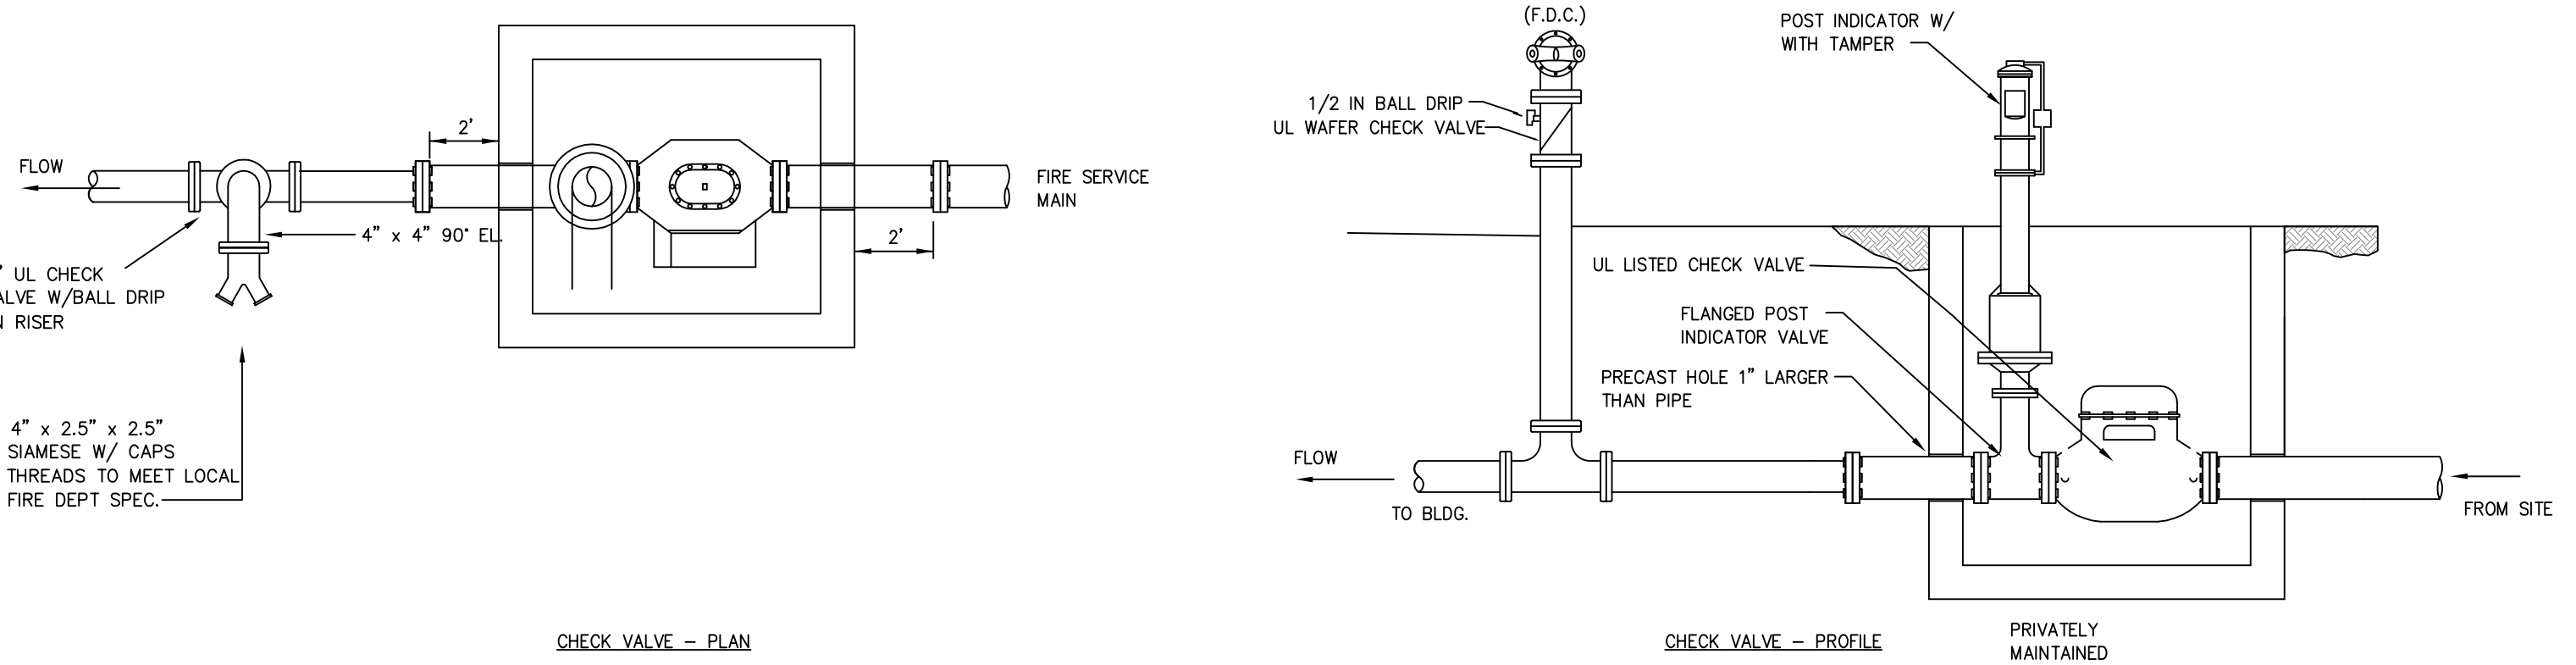 FLOW
2'
FIRE SERVICE
MAIN
4" x 4" 90° EL.
2'
UL CHECK
W/BALL DRIP
RISER
4" x 2.5" x 2.5"
SIAMESE W/ CAPS
THREADS TO MEET LOCAL
FIRE DEPT SPEC.
CHECK VALVE – PLAN
(F.D.C.)
POST INDICATOR W/
WITH TAMPER
1/2 IN BALL DRIP
UL WAFER CHECK VALVE
UL LISTED CHECK VALVE
FLANGED POST
INDICATOR VALVE
PRECAST HOLE 1" LARGER
THAN PIPE
FLOW
TO BLDG.
FROM SITE
CHECK VALVE – PROFILE
PRIVATELY
MAINTAINED